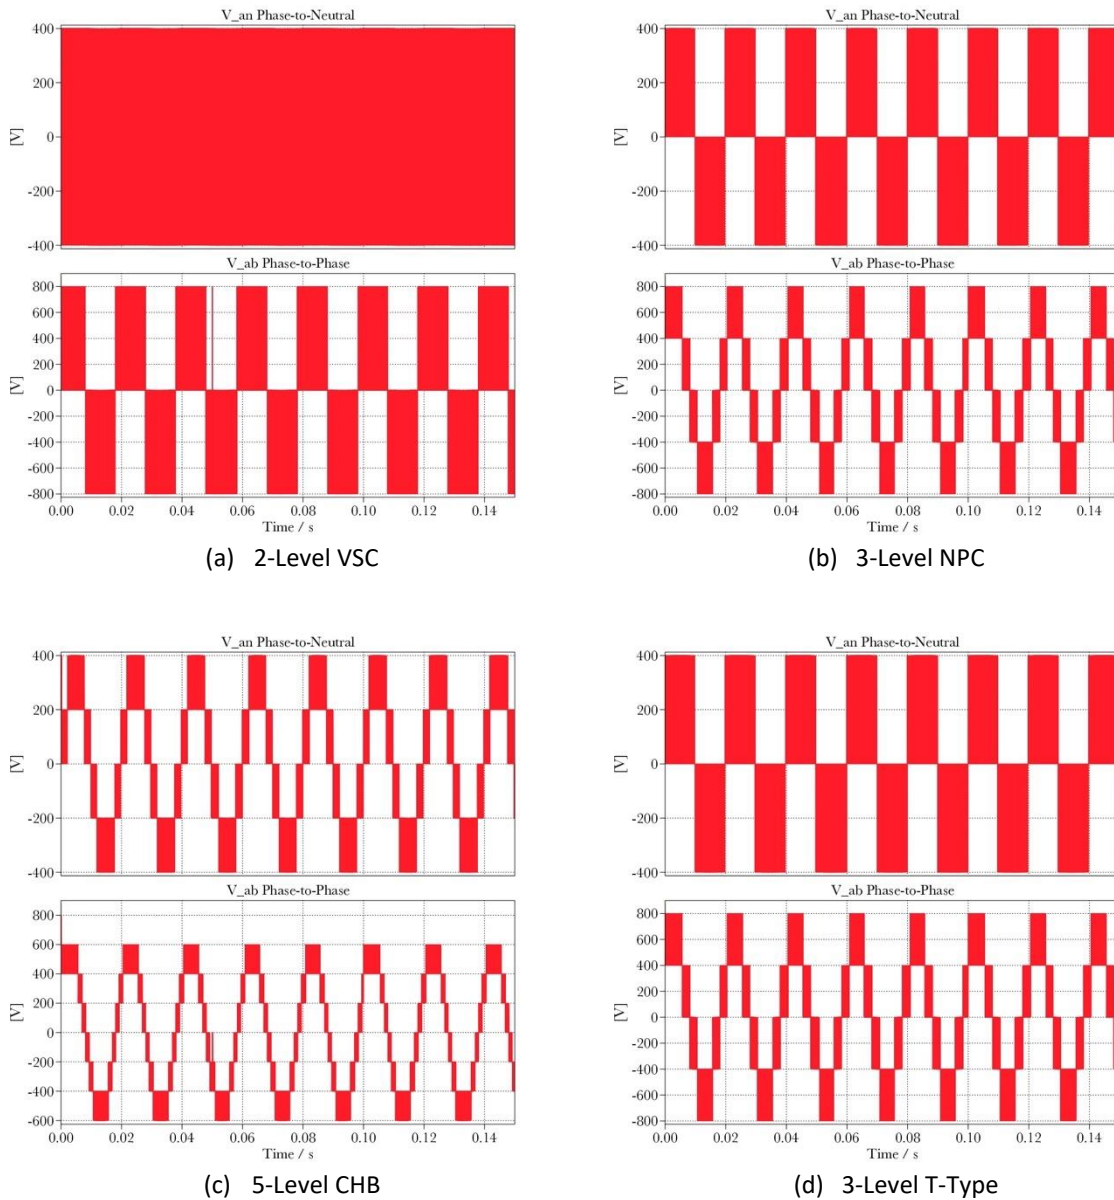 V_an Phase-to-Neutral
400
200
0
-200
-400
[V]
V_ab Phase-to-Phase
800
600
400
200
0
-200
-400
-600
-800
[V]
0.00 0.02 0.04 0.06 0.08 0.10 0.12 0.14
Time / s
(a) 2-Level VSC
V_an Phase-to-Neutral
400
200
0
-200
-400
[V]
V_ab Phase-to-Phase
800
600
400
200
0
-200
-400
-600
-800
[V]
0.00 0.02 0.04 0.06 0.08 0.10 0.12 0.14
Time / s
(b) 3-Level NPC
V_an Phase-to-Neutral
400
200
0
-200
-400
[V]
V_ab Phase-to-Phase
800
600
400
200
0
-200
-400
-600
[V]
0.00 0.02 0.04 0.06 0.08 0.10 0.12 0.14
Time / s
(c) 5-Level CHB
V_an Phase-to-Neutral
400
200
0
-200
-400
[V]
V_ab Phase-to-Phase
800
600
400
200
0
-200
-400
-600
-800
[V]
0.00 0.02 0.04 0.06 0.08 0.10 0.12 0.14
Time / s
(d) 3-Level T-Type